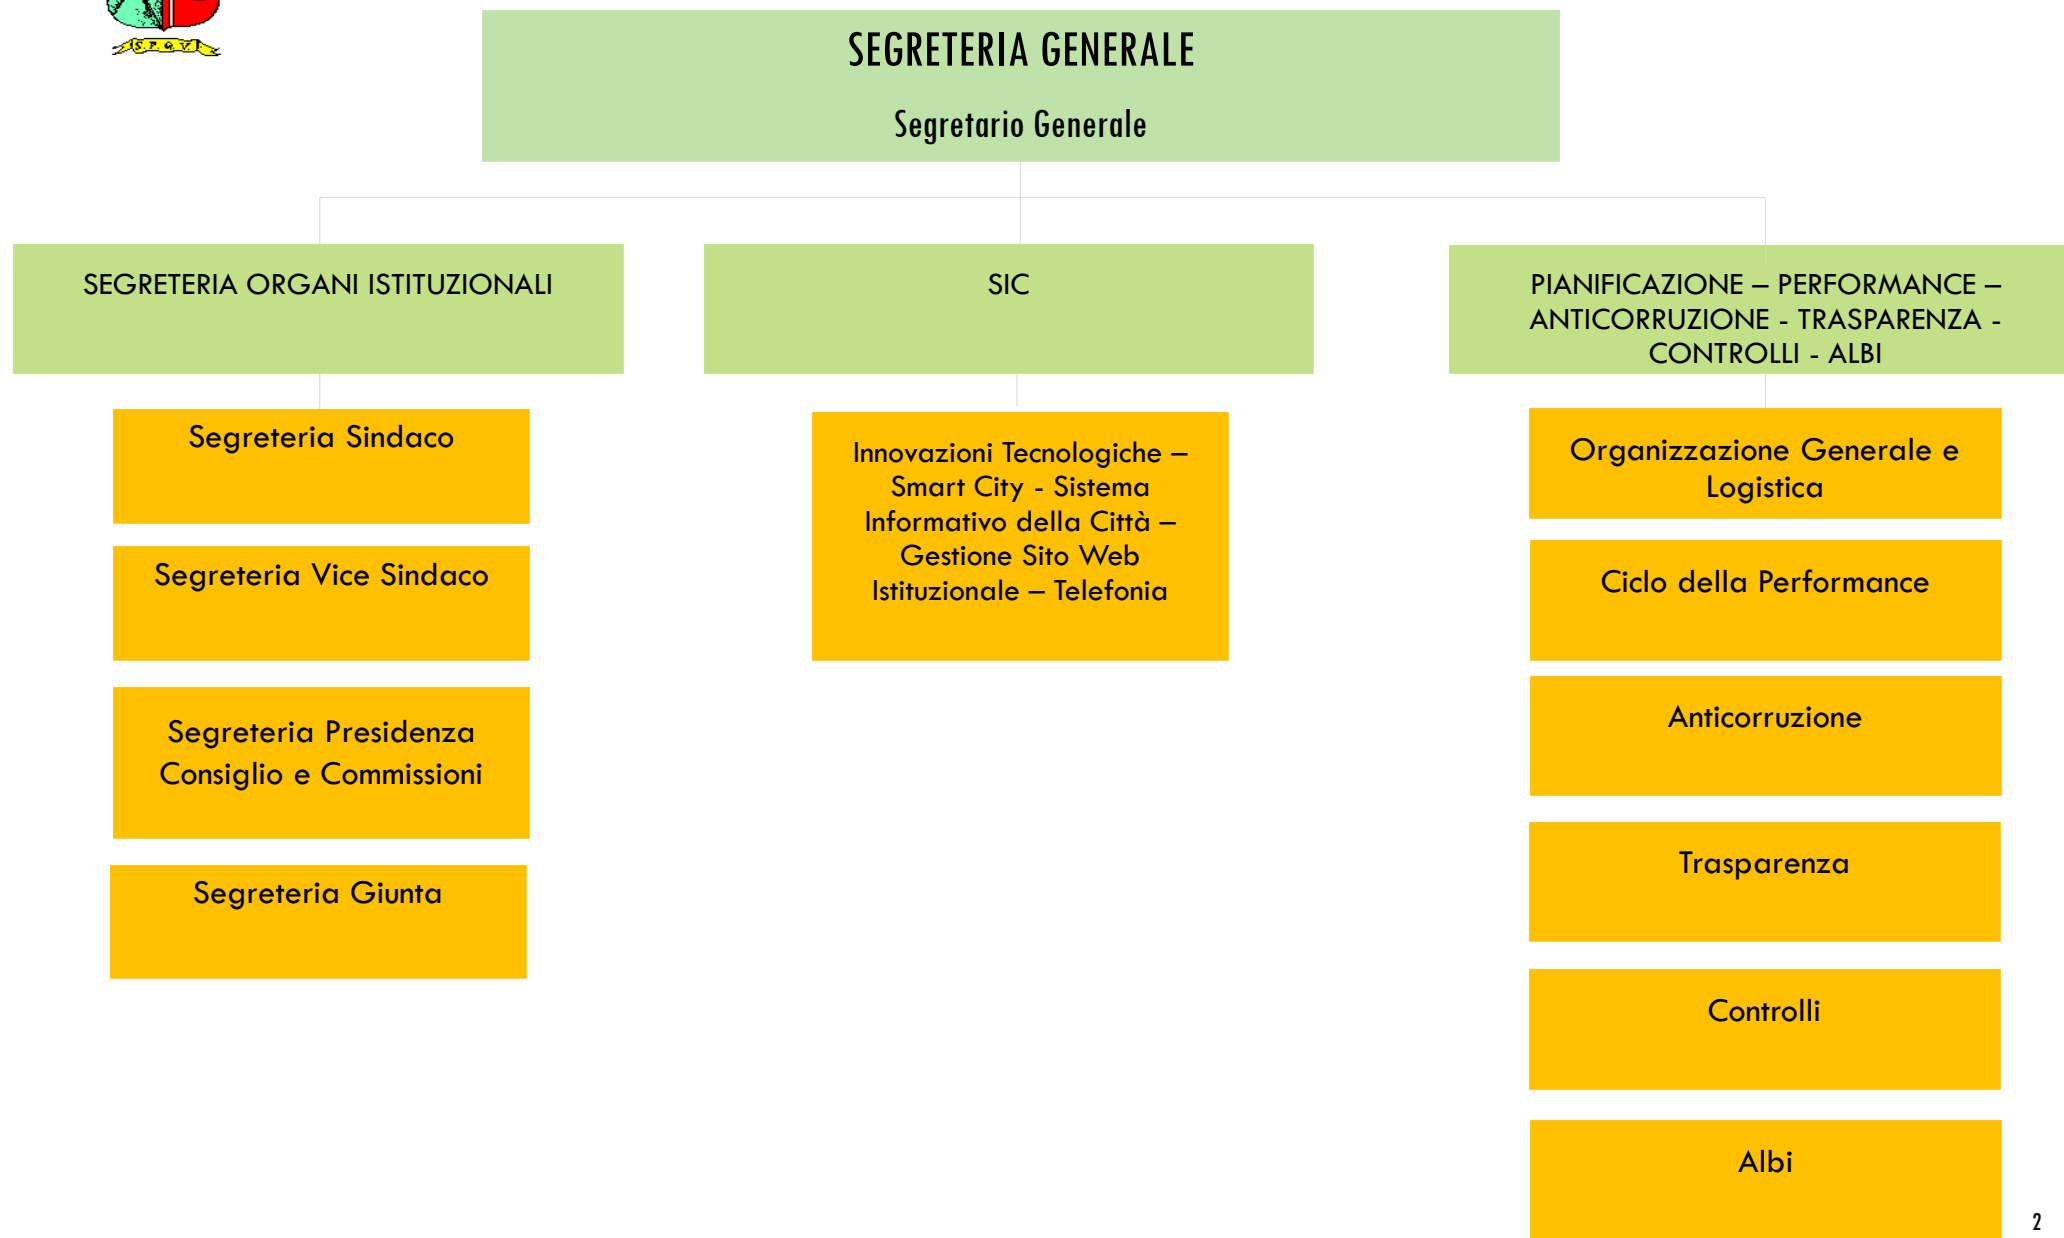 S.P.Q.V.
SEGRETERIA GENERALE
Segretario Generale
SEGRETERIA ORGANI ISTITUZIONALI
Segreteria Sindaco
Segreteria Vice Sindaco
Segreteria Presidenza
Consiglio e Commissioni
Segreteria Giunta
SIC
Innovazioni Tecnologiche –
Smart City - Sistema
Informativo della Città –
Gestione Sito Web
Istituzionale – Telefonia
PIANIFICAZIONE – PERFORMANCE –
ANTICORRUZIONE - TRASPARENZA -
CONTROLLI - ALBI
Organizzazione Generale e
Logistica
Ciclo della Performance
Anticorruzione
Trasparenza
Controlli
Albi
2